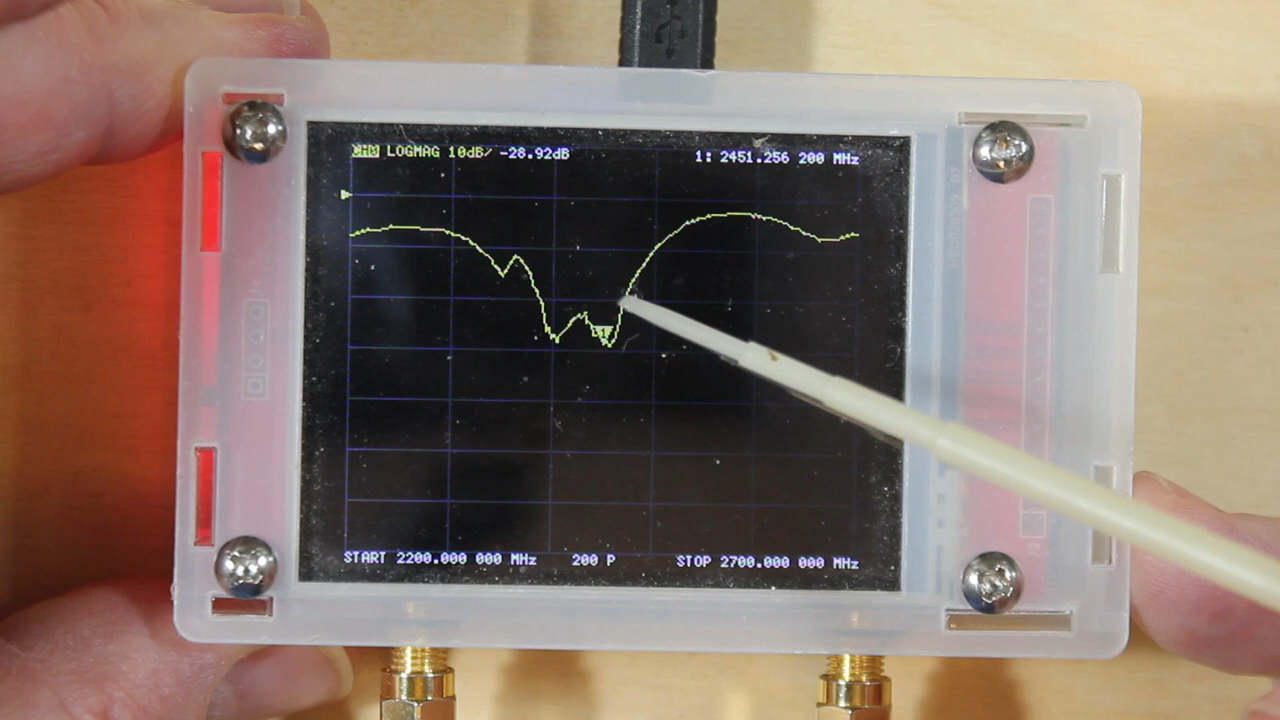 CH0 LOGMAG 10dB/ -28.92dB
1: 2451.256 200 MHz
1
START 2200.000 000 MHz
200 P
STOP 2700.000 000 MHz